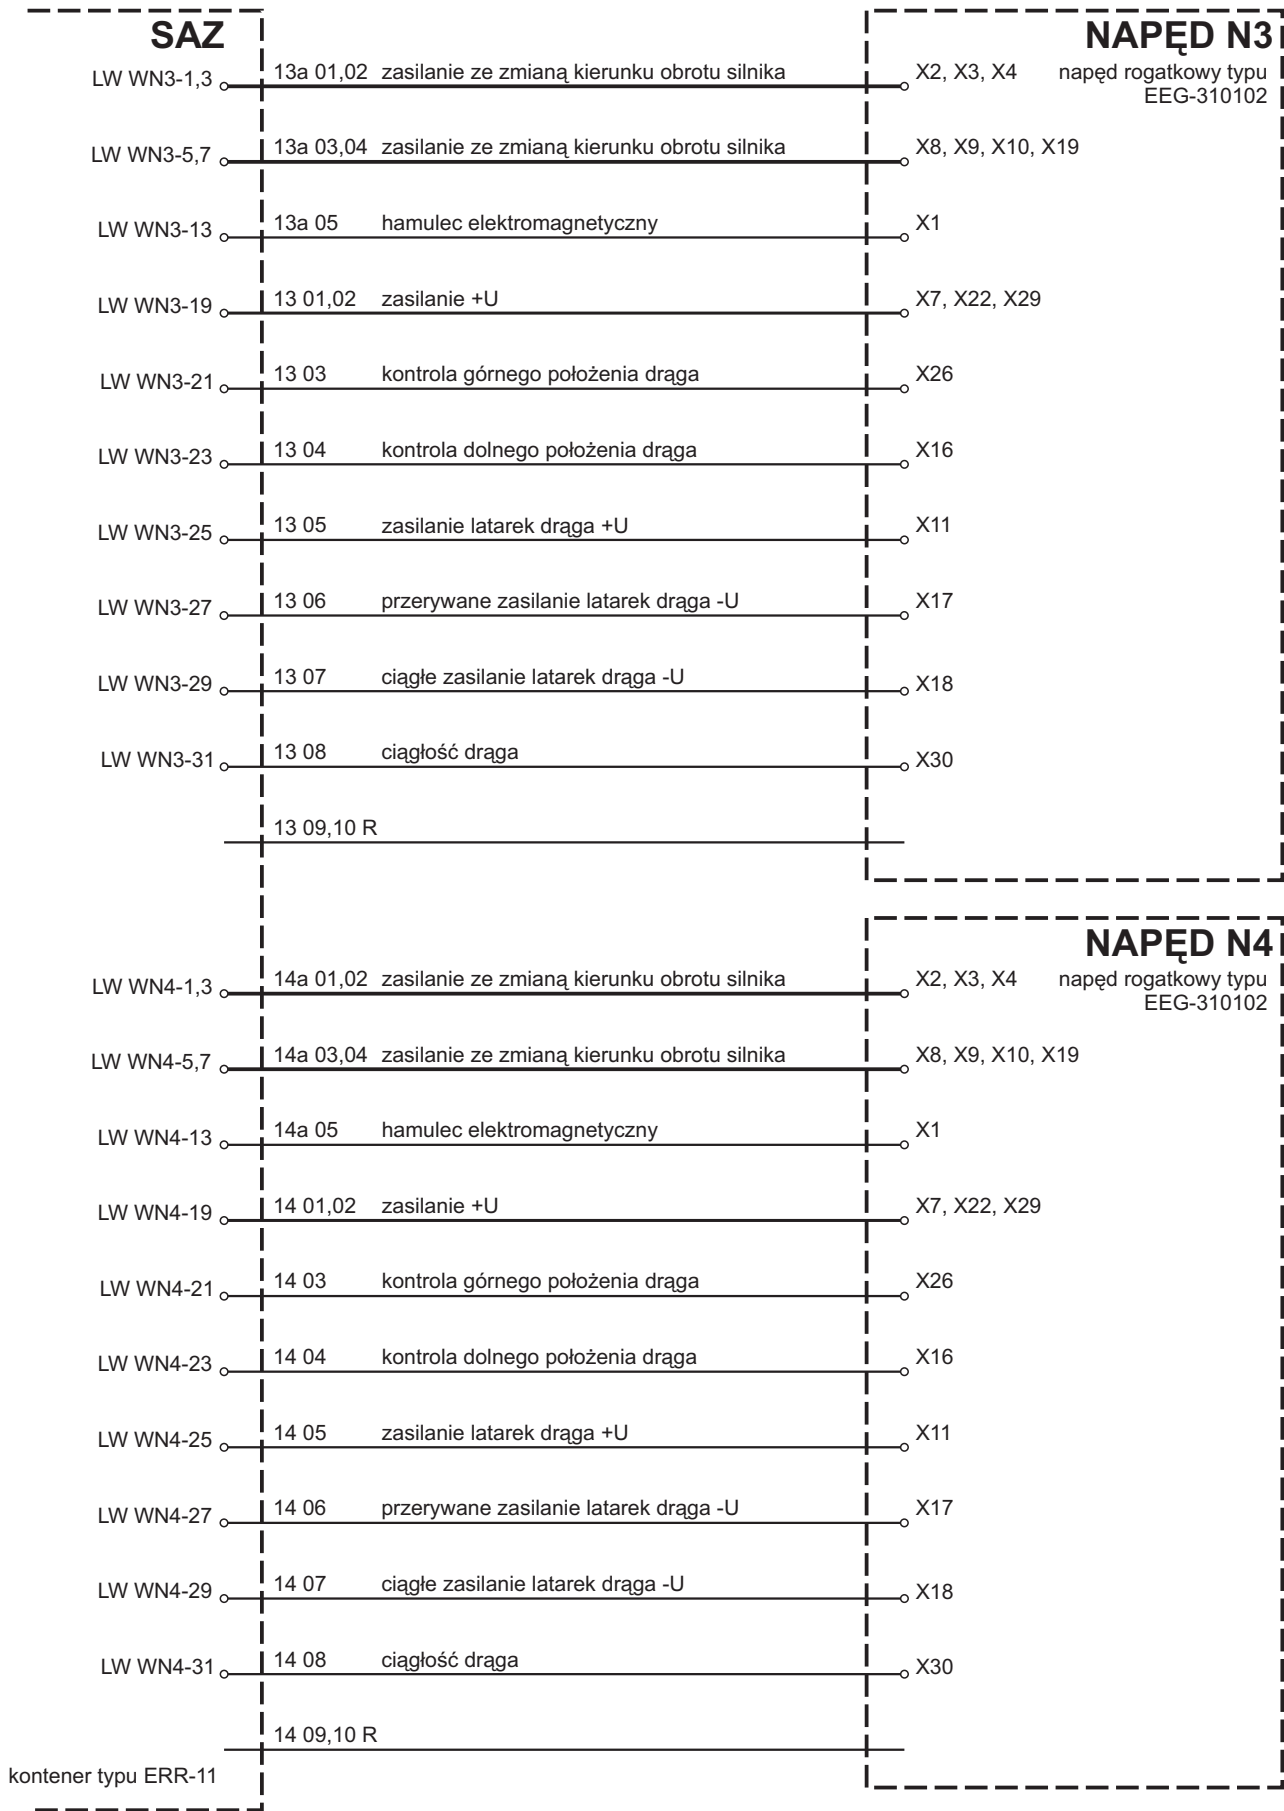 SAZ
NAPĘD N3
napęd rogatkowy typu
EEG-310102
LW WN3-1,3 13a 01,02 zasilanie ze zmianą kierunku obrotu silnika X2, X3, X4
LW WN3-5,7 13a 03,04 zasilanie ze zmianą kierunku obrotu silnika X8, X9, X10, X19
LW WN3-13 13a 05 hamulec elektromagnetyczny X1
LW WN3-19 13 01,02 zasilanie +U X7, X22, X29
LW WN3-21 13 03 kontrola górnego położenia drąga X26
LW WN3-23 13 04 kontrola dolnego położenia drąga X16
LW WN3-25 13 05 zasilanie latarek drąga +U X11
LW WN3-27 13 06 przerywane zasilanie latarek drąga -U X17
LW WN3-29 13 07 ciągłe zasilanie latarek drąga -U X18
LW WN3-31 13 08 ciągłość drąga X30
13 09,10 R
NAPĘD N4
napęd rogatkowy typu
EEG-310102
LW WN4-1,3 14a 01,02 zasilanie ze zmianą kierunku obrotu silnika X2, X3, X4
LW WN4-5,7 14a 03,04 zasilanie ze zmianą kierunku obrotu silnika X8, X9, X10, X19
LW WN4-13 14a 05 hamulec elektromagnetyczny X1
LW WN4-19 14 01,02 zasilanie +U X7, X22, X29
LW WN4-21 14 03 kontrola górnego położenia drąga X26
LW WN4-23 14 04 kontrola dolnego położenia drąga X16
LW WN4-25 14 05 zasilanie latarek drąga +U X11
LW WN4-27 14 06 przerywane zasilanie latarek drąga -U X17
LW WN4-29 14 07 ciągłe zasilanie latarek drąga -U X18
LW WN4-31 14 08 ciągłość drąga X30
14 09,10 R
kontener typu ERR-11